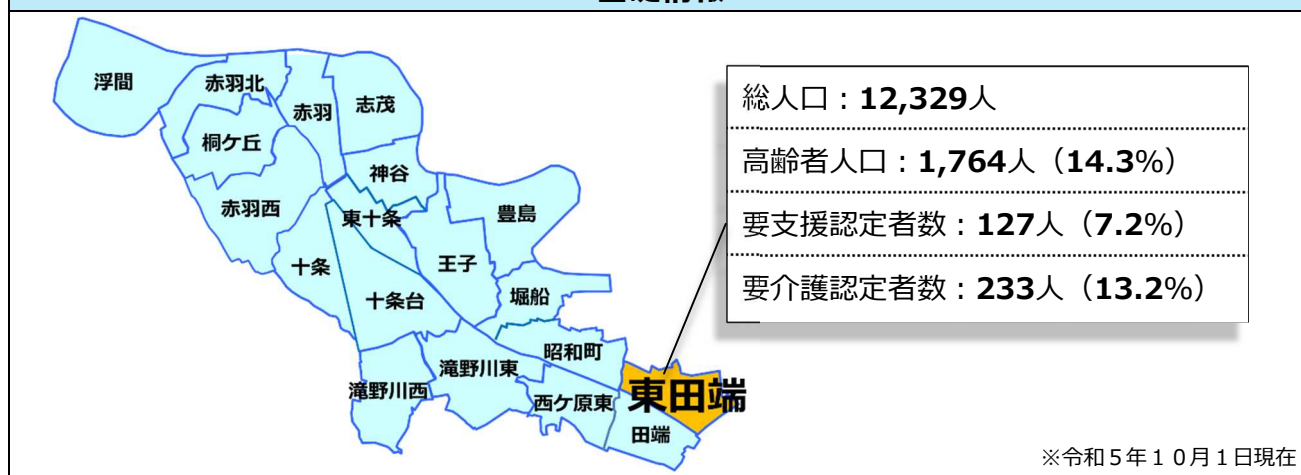 浮間
赤羽北
赤羽
志茂
桐ケ丘
神谷
赤羽西
東十条
豊島
十条
王子
十条台
堀船
昭和町
滝野川東
滝野川西
西ケ原東
東田端
田端
総人口：12,329人
高齢者人口：1,764人（14.3%）
要支援認定者数：127人（7.2%）
要介護認定者数：233人（13.2%）
※令和５年１０月１日現在